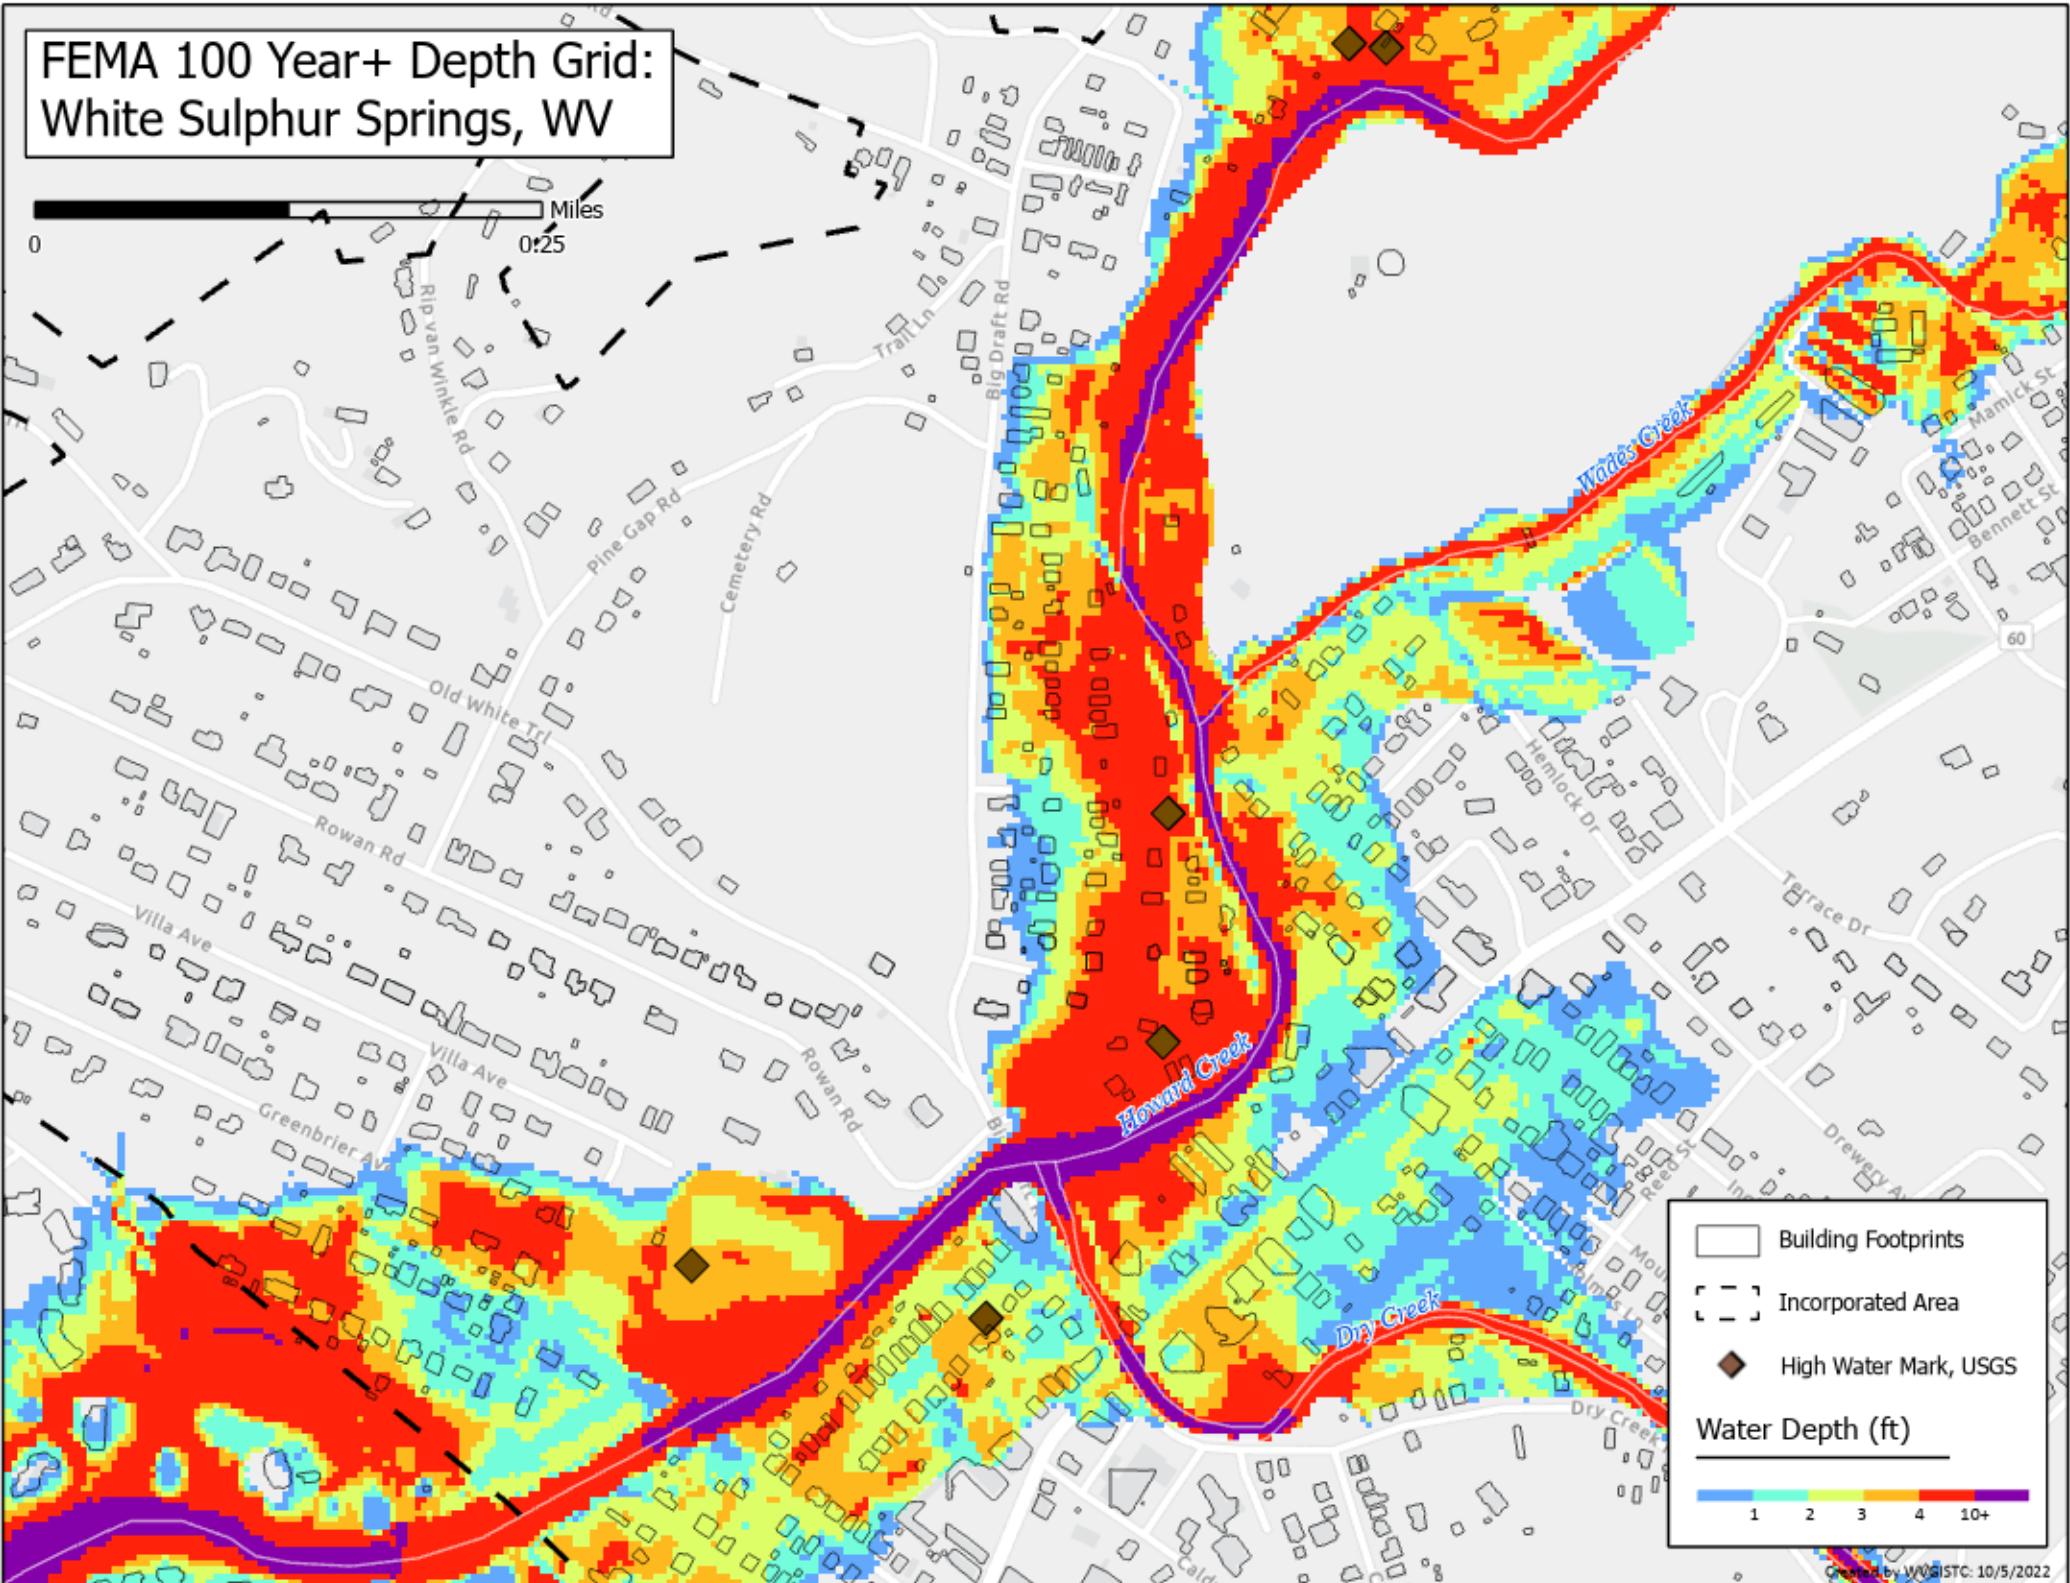 FEMA 100 Year+ Depth Grid:
White Sulphur Springs, WV
Rd
Miles
0
0.25
Rip van Winkle Rd
Trail Ln
Big Draft Rd
Pine Gap Rd
Cemetery Rd
Wades Creek
Mamick St
Bennett St
60
Old White Trl
Hemlock Dr
Rowan Rd
Villa Ave
Terrace Dr
Howard Creek
Villa Ave
Rowan Rd
Greenbrier Av
Drewery Av
Reed St
Dry Creek
Dry Creek
Building Footprints
Incorporated Area
High Water Mark, USGS
Water Depth (ft)
1 2 3 4 10+
Created by WVGISTC: 10/5/2022